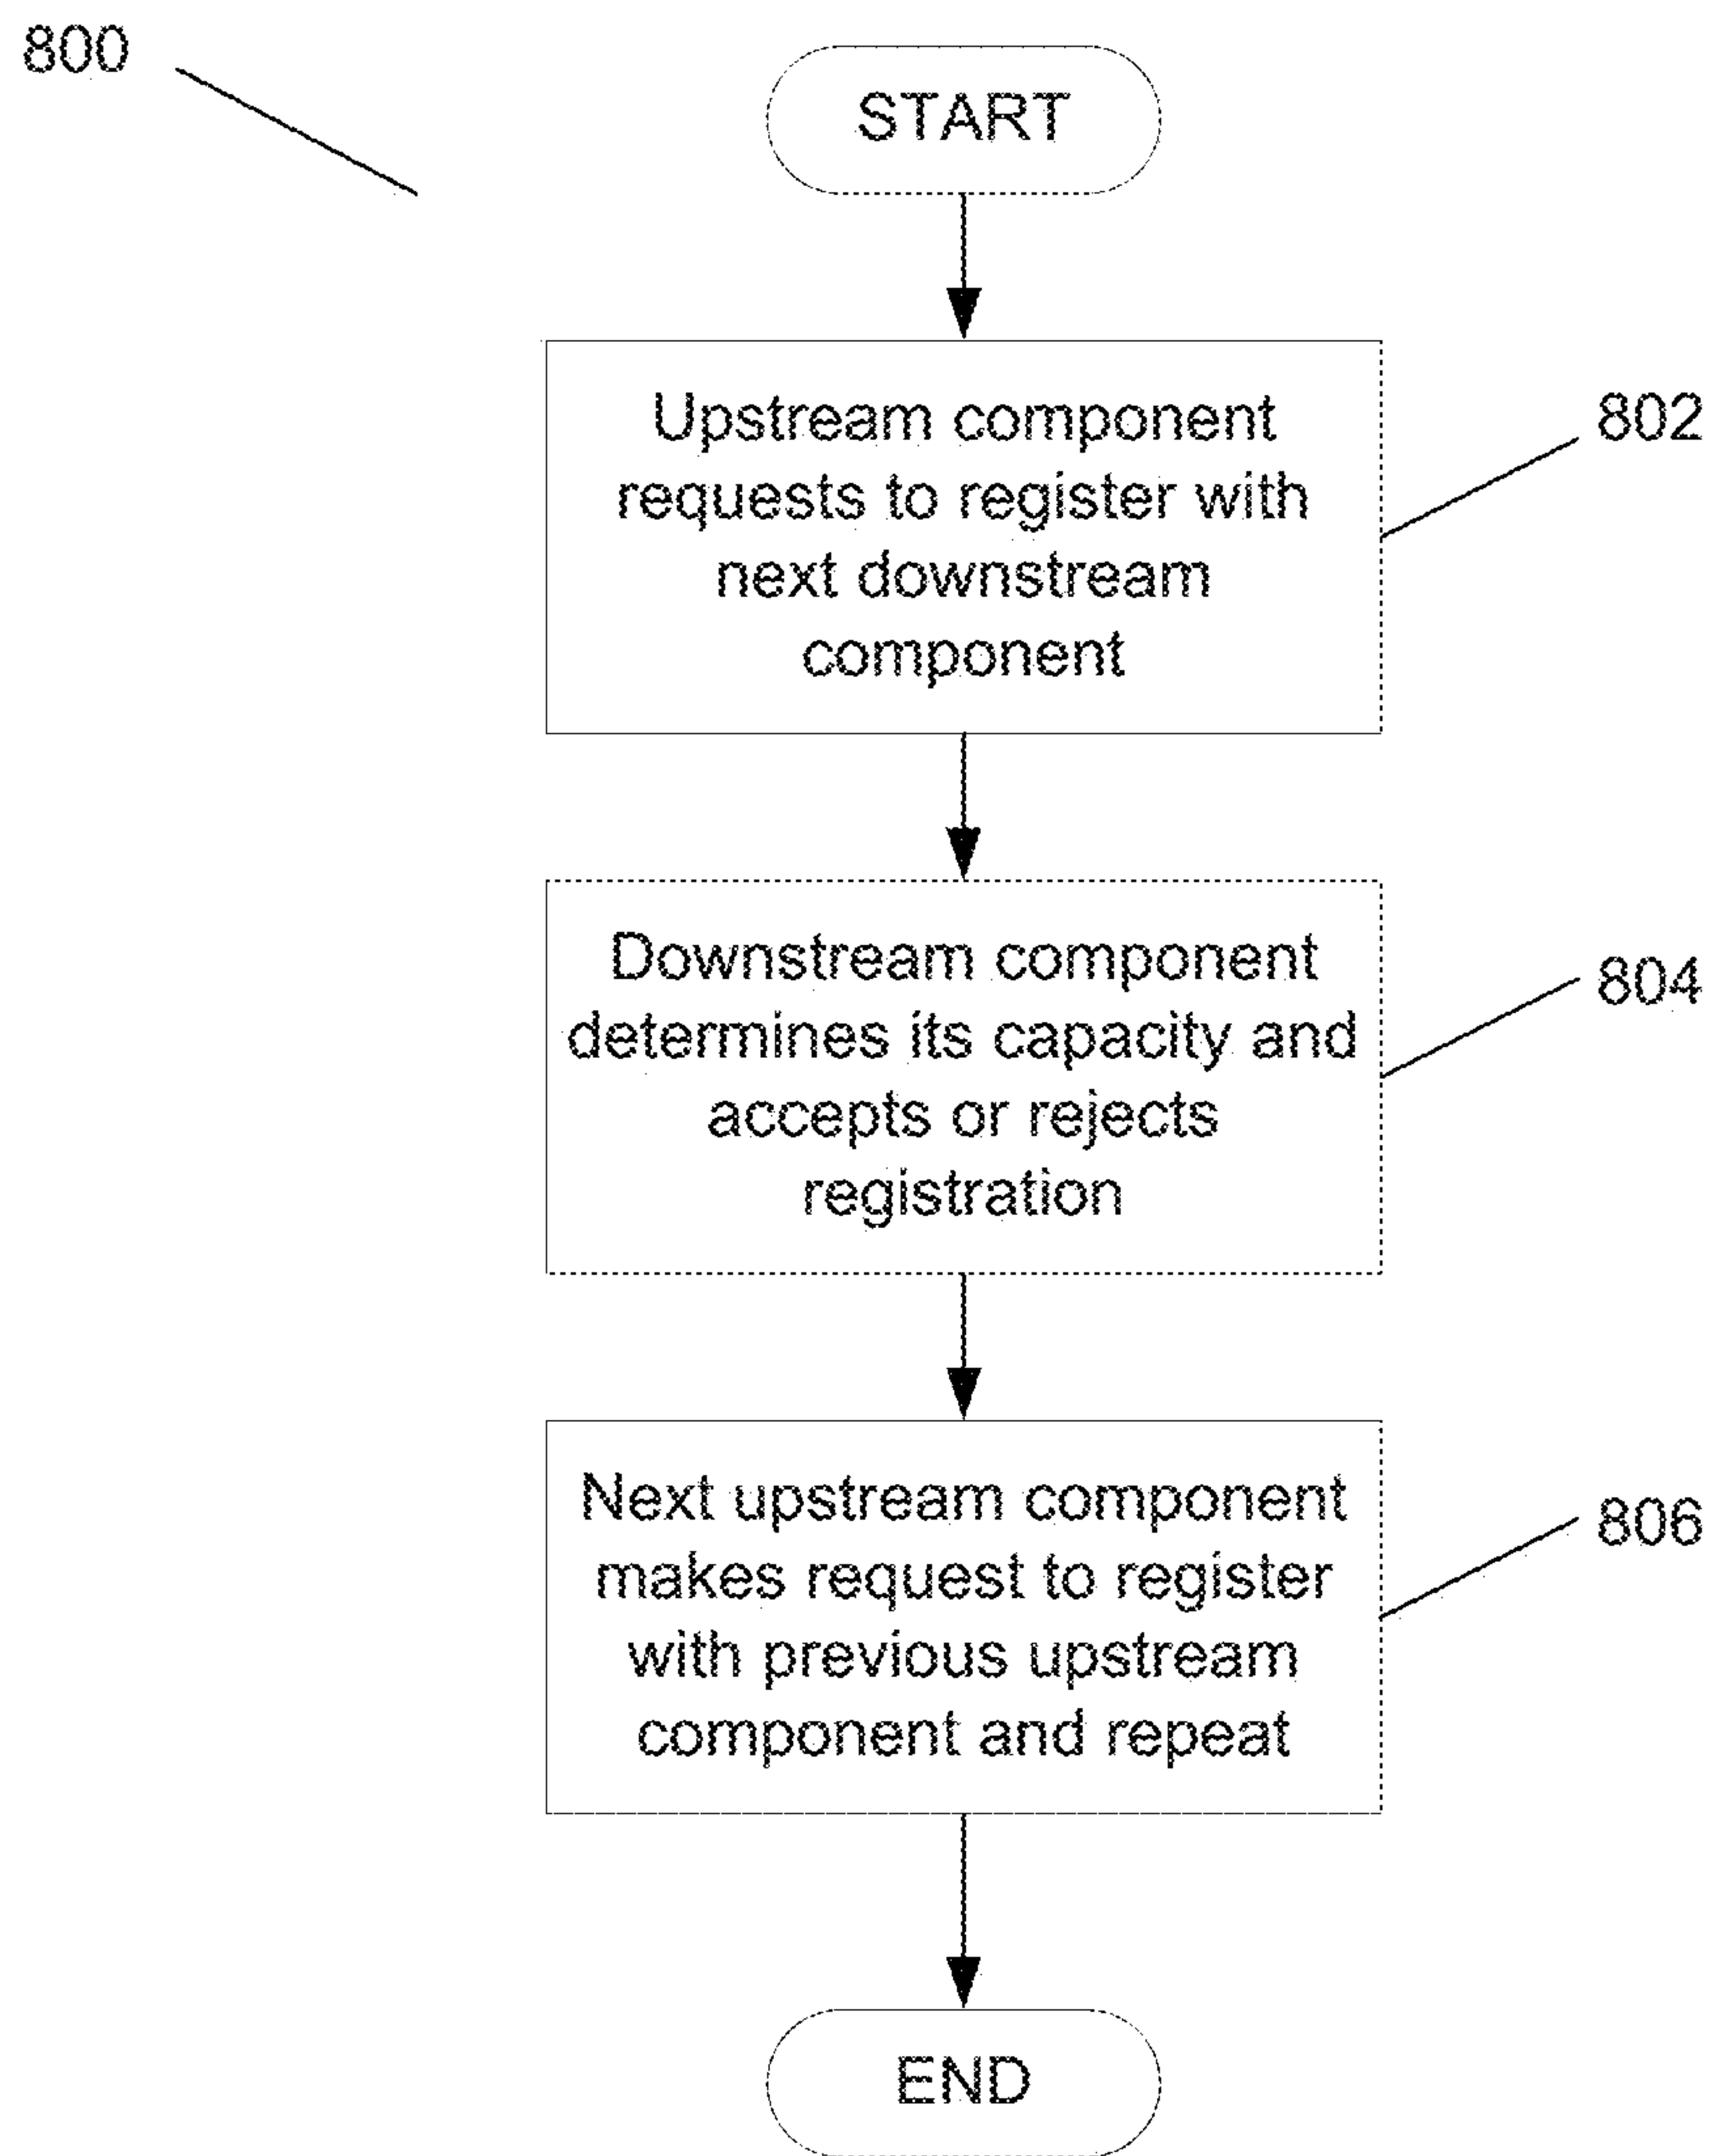 800
START
Upstream component
requests to register with
next downstream
component
802
Downstream component
determines its capacity and
accepts or rejects
registration
804
Next upstream component
makes request to register
with previous upstream
component and repeat
806
END